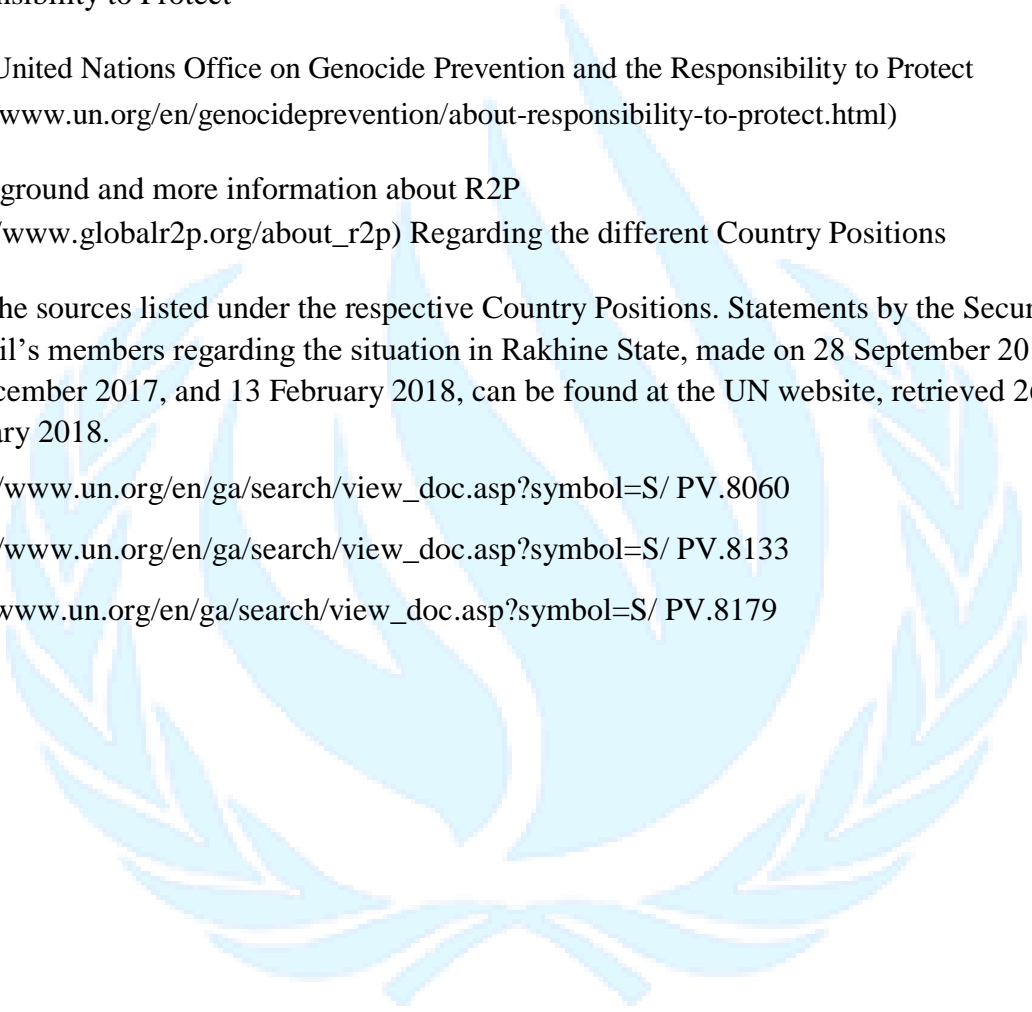 nsibility to Protect
United Nations Office on Genocide Prevention and the Responsibility to Protect
www.un.org/en/genocideprevention/about-responsibility-to-protect.html)
ground and more information about R2P
/www.globalr2p.org/about_r2p) Regarding the different Country Positions
he sources listed under the respective Country Positions. Statements by the Secur
il’s members regarding the situation in Rakhine State, made on 28 September 20
cember 2017, and 13 February 2018, can be found at the UN website, retrieved 26
ary 2018.
/www.un.org/en/ga/search/view_doc.asp?symbol=S/ PV.8060
/www.un.org/en/ga/search/view_doc.asp?symbol=S/ PV.8133
www.un.org/en/ga/search/view_doc.asp?symbol=S/ PV.8179